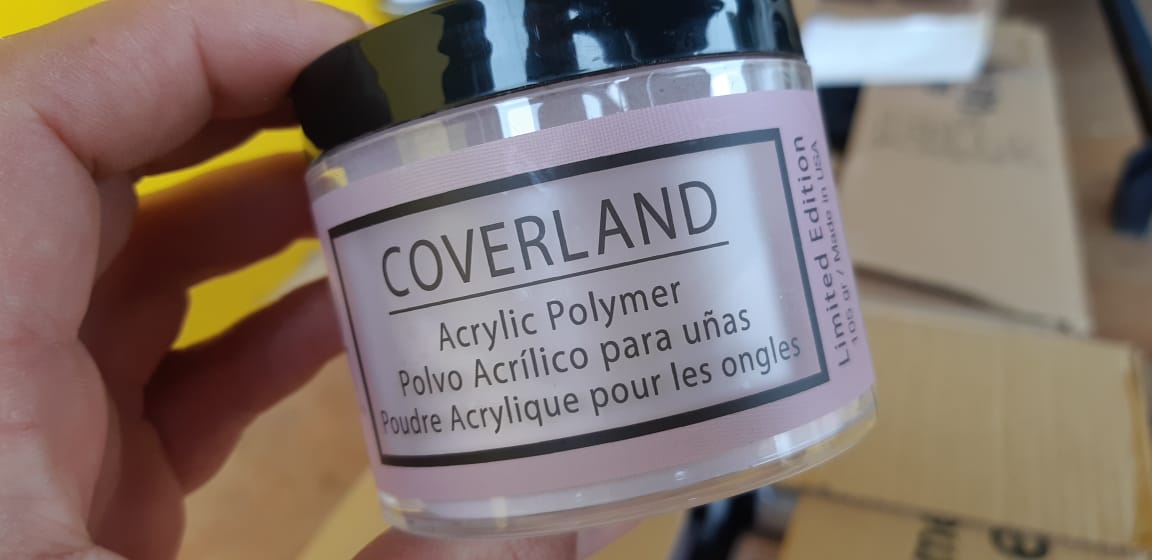 COVERLAND
Acrylic Polymer
Polvo Acrílico para uñas
Poudre Acrylique pour les ongles
Limited Edition
105 gr / Made in USA